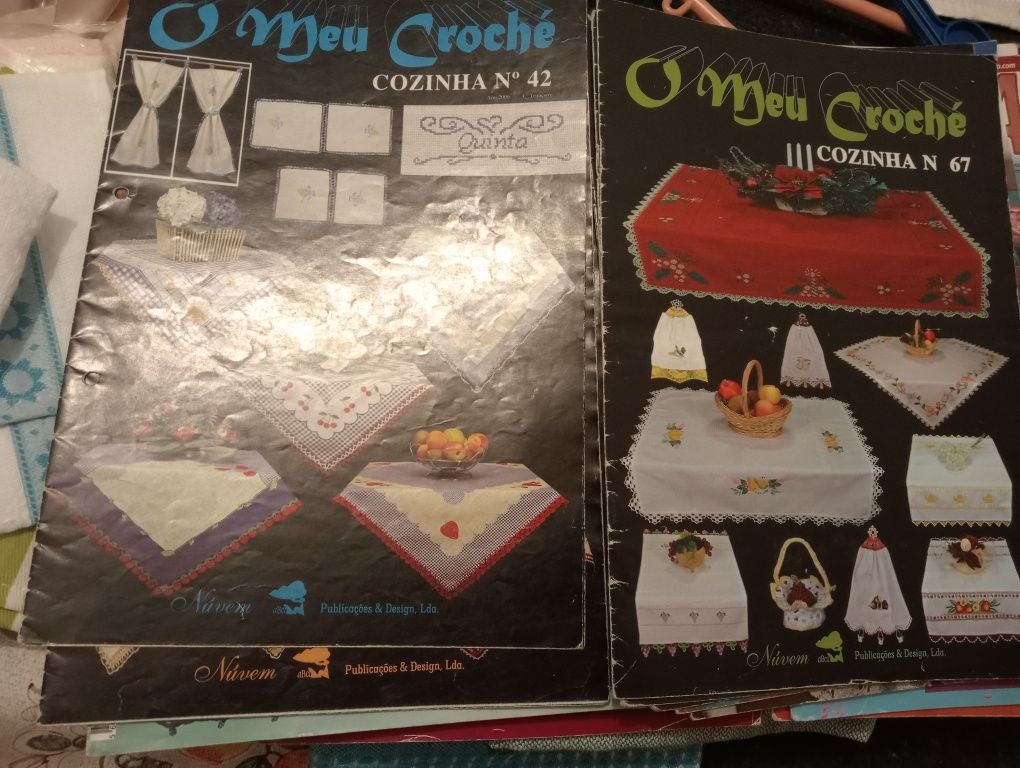 O Meu Croché
COZINHA Nº 42
Quinta
Núvem
Publicações & Design, Lda.
Núvem
Publicações & Design, Lda.
O Meu Croché
COZINHA N 67
Núvem
Publicações & Design, Lda.